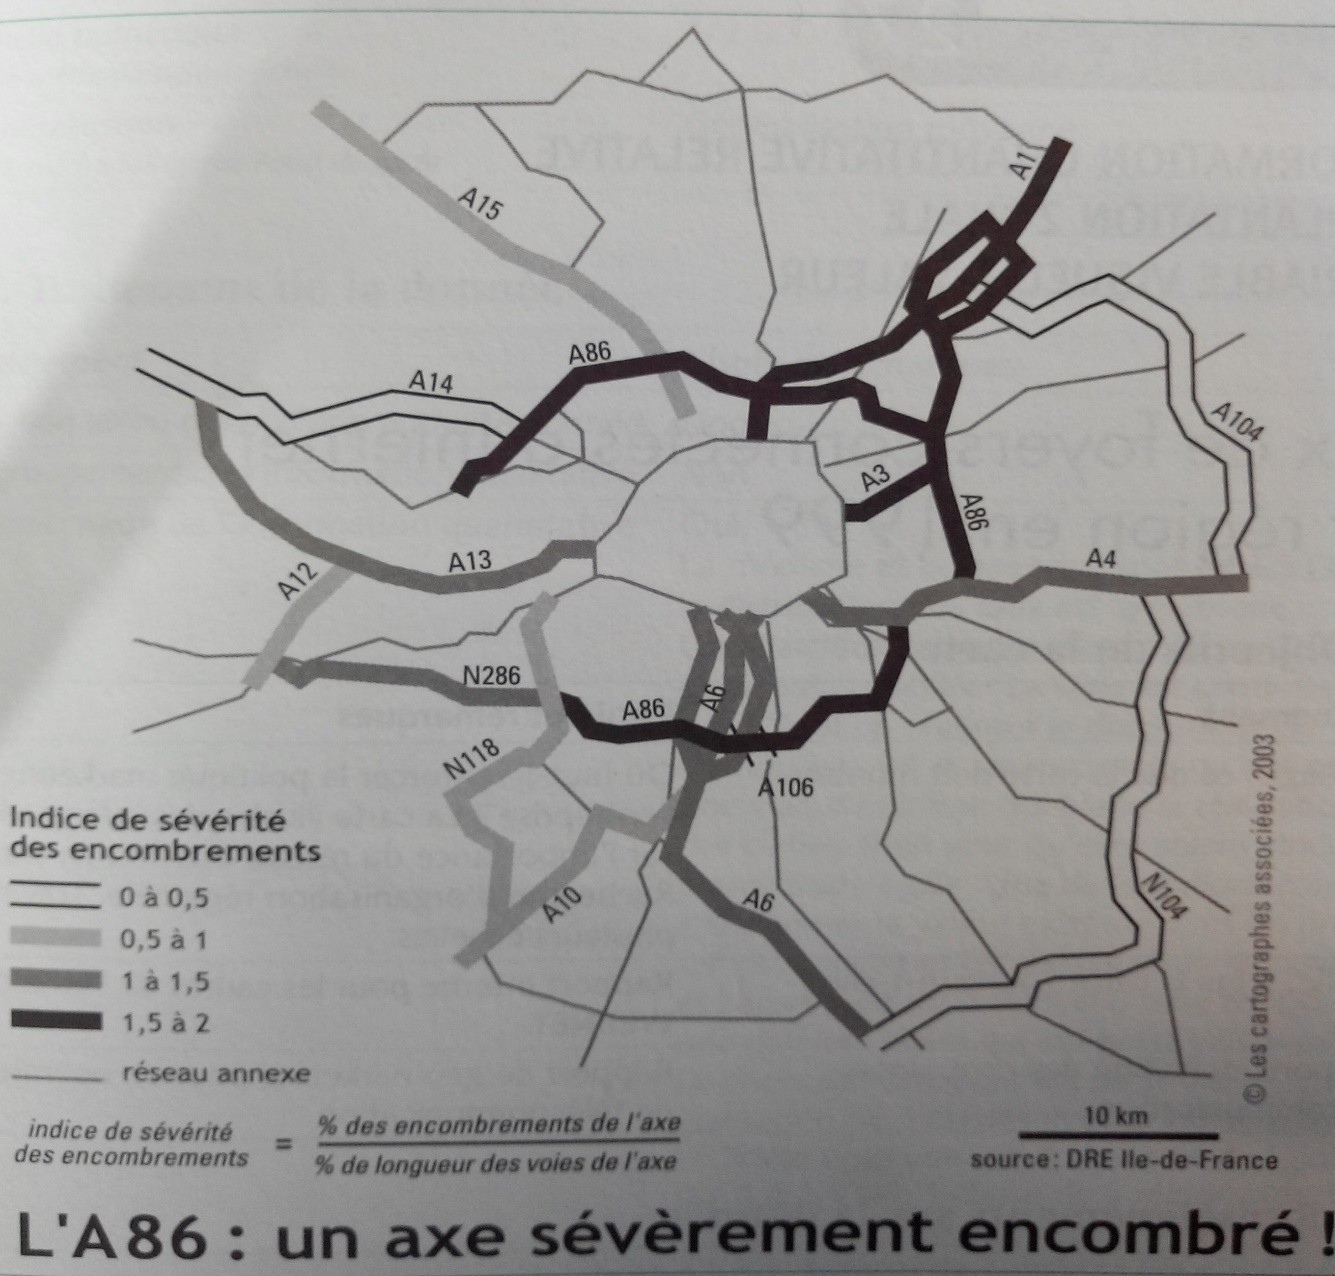 A1
A15
A86
A14
A104
A3
A86
A13
A4
A12
N286
A86
A6
N118
A106
A10
A6
N104
Indice de sévérité
des encombrements
0 à 0,5
0,5 à 1
1 à 1,5
1,5 à 2
réseau annexe
indice de sévérité
des encombrements
=
% des encombrements de l'axe
% de longueur des voies de l'axe
10 km
source: DRE Ile-de-France
© Les cartographes associées, 2003
L'A86 : un axe sévèrement encombré !